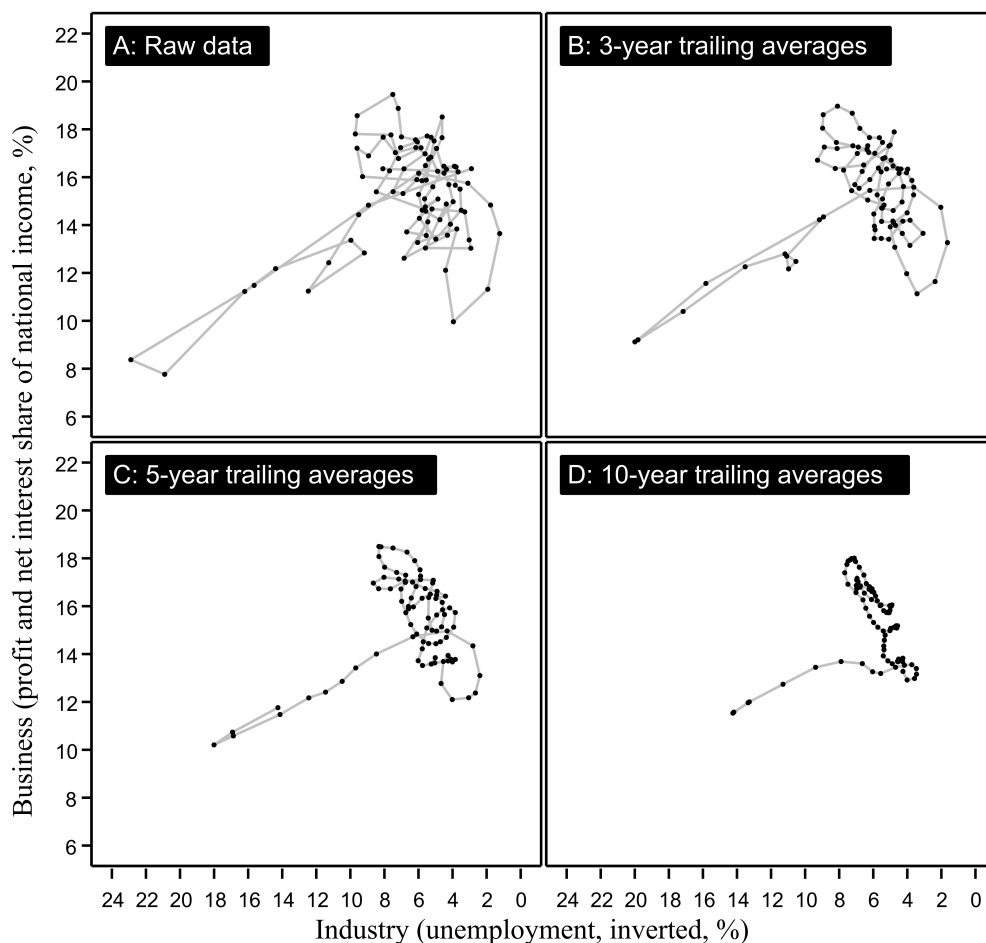 Business (profit and net interest share of national income, %)
22
20
18
16
14
12
10
8
6
A: Raw data
B: 3-year trailing averages
22
20
18
16
14
12
10
8
6
C: 5-year trailing averages
D: 10-year trailing averages
24 22 20 18 16 14 12 10 8 6 4 2 0 24 22 20 18 16 14 12 10 8 6 4 2 0
Industry (unemployment, inverted, %)